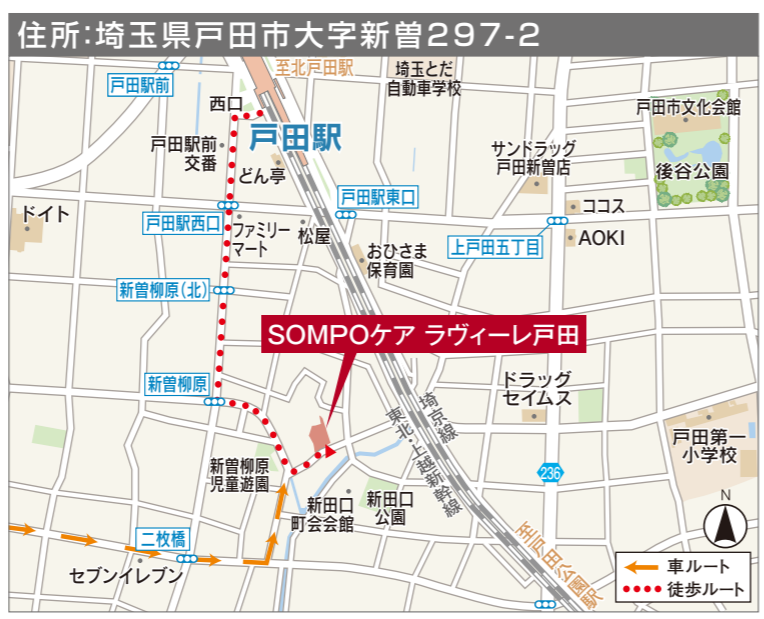 住所:埼玉県戸田市大字新曽297-2
至北戸田駅
埼玉とだ
自動車学校
戸田駅前
西口
戸田駅
戸田駅前
交番
どん亭
サンドラッグ
戸田新曽店
戸田市文化会館
後谷公園
ドイト
戸田駅西口
ファミリー
マート
松屋
戸田駅東口
おひさま
保育園
上戸田五丁目
ココス
AOKI
新曽柳原(北)
SOMPOケア ラヴィーレ戸田
新曽柳原
ドラッグ
セイムス
埼京線
東北・上越新幹線
戸田第一
小学校
新曽柳原
児童遊園
新田口
町会会館
新田口
公園
236
N
二枚橋
セブンイレブン
至戸田公園駅
車ルート
徒歩ルート